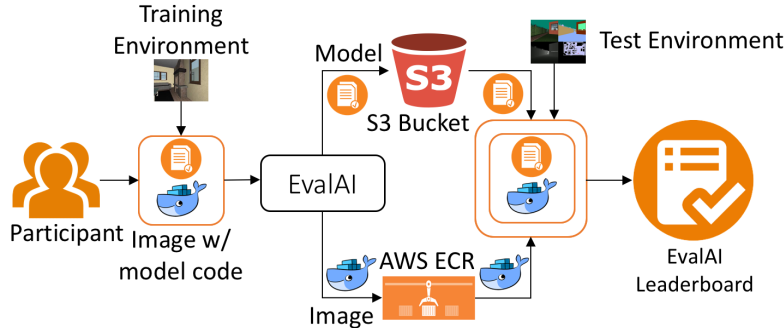 Training
Environment
Model
S3
S3 Bucket
Test Environment
EvalAI
Participant
Image w/
model code
AWS ECR
Image
EvalAI
Leaderboard